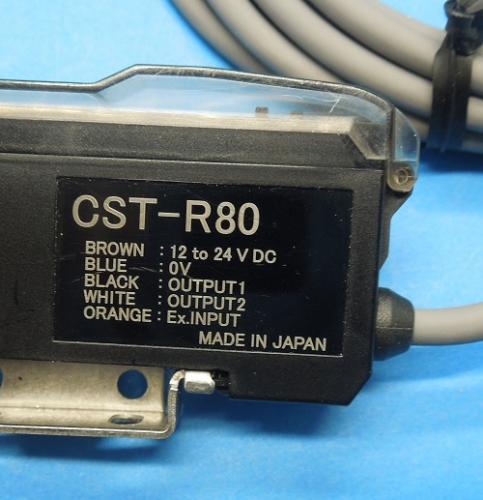 CST-R80
BROWN : 12 to 24 V DC
BLUE : 0V
BLACK : OUTPUT1
WHITE : OUTPUT2
ORANGE : Ex.INPUT
MADE IN JAPAN